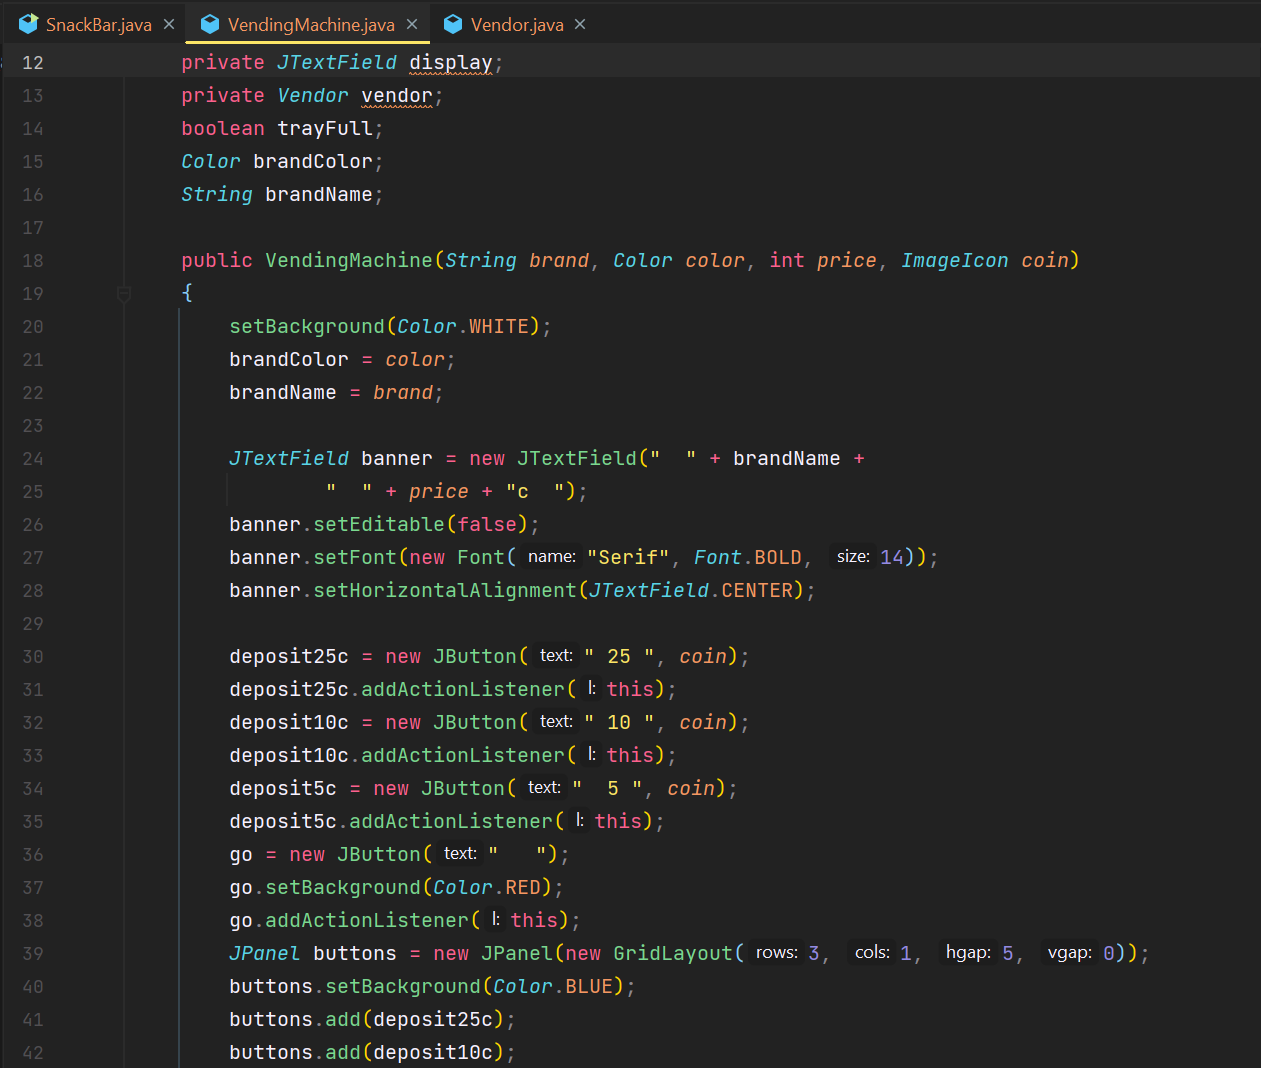 SnackBar.java × VendingMachine.java × Vendor.java ×
12 private JTextField display;
13 private Vendor vendor;
14 boolean trayFull;
15 Color brandColor;
16 String brandName;
17
18 public VendingMachine(String brand, Color color, int price, ImageIcon coin)
19 {
20 setBackground(Color.WHITE);
21 brandColor = color;
22 brandName = brand;
23
24 JTextField banner = new JTextField("  " + brandName +
25 "  " + price + "c  ");
26 banner.setEditable(false);
27 banner.setFont(new Font( name: "Serif", Font.BOLD, size: 14));
28 banner.setHorizontalAlignment(JTextField.CENTER);
29
30 deposit25c = new JButton( text: " 25 ", coin);
31 deposit25c.addActionListener( l: this);
32 deposit10c = new JButton( text: " 10 ", coin);
33 deposit10c.addActionListener( l: this);
34 deposit5c = new JButton( text: "  5 ", coin);
35 deposit5c.addActionListener( l: this);
36 go = new JButton( text: "   ");
37 go.setBackground(Color.RED);
38 go.addActionListener( l: this);
39 JPanel buttons = new JPanel(new GridLayout( rows: 3, cols: 1, hgap: 5, vgap: 0));
40 buttons.setBackground(Color.BLUE);
41 buttons.add(deposit25c);
42 buttons.add(deposit10c);